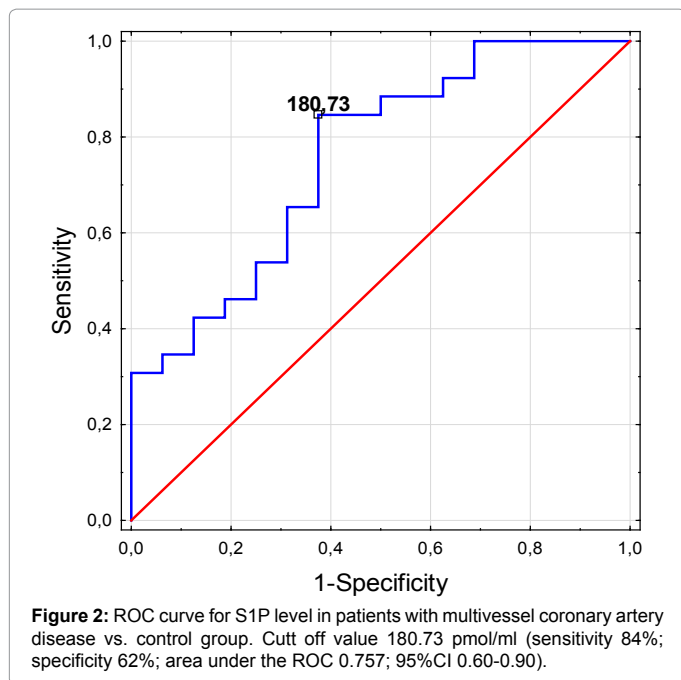 1,0
180,73
0,8
0,6
Sensitivity
0,4
0,2
0,0
0,0 0,2 0,4 0,6 0,8 1,0
1-Specificity
Figure 2: ROC curve for S1P level in patients with multivessel coronary artery
disease vs. control group. Cutt off value 180.73 pmol/ml (sensitivity 84%;
specificity 62%; area under the ROC 0.757; 95%CI 0.60-0.90).